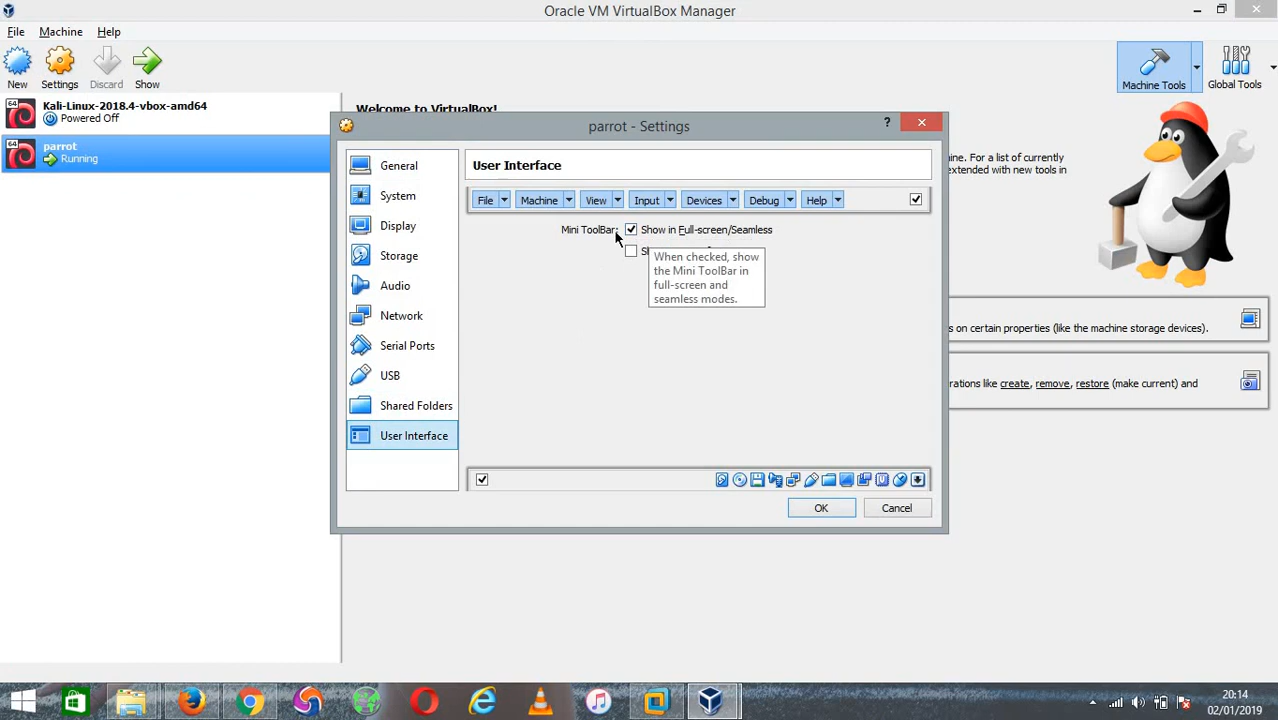 Oracle VM VirtualBox Manager
File Machine Help
New Settings Discard Show
Machine Tools Global Tools
64 Kali-Linux-2018.4-vbox-amd64
Powered Off
64 parrot
Running
Welcome to VirtualBox!
parrot - Settings
?
General
System
Display
Storage
Audio
Network
Serial Ports
USB
Shared Folders
User Interface
User Interface
File Machine View Input Devices Debug Help
Mini ToolBar: Show in Full-screen/Seamless
When checked, show
the Mini ToolBar in
full-screen and
seamless modes.
OK Cancel
ine. For a list of currently
extended with new tools in
s on certain properties (like the machine storage devices).
rations like create, remove, restore (make current) and
20:14
02/01/2019